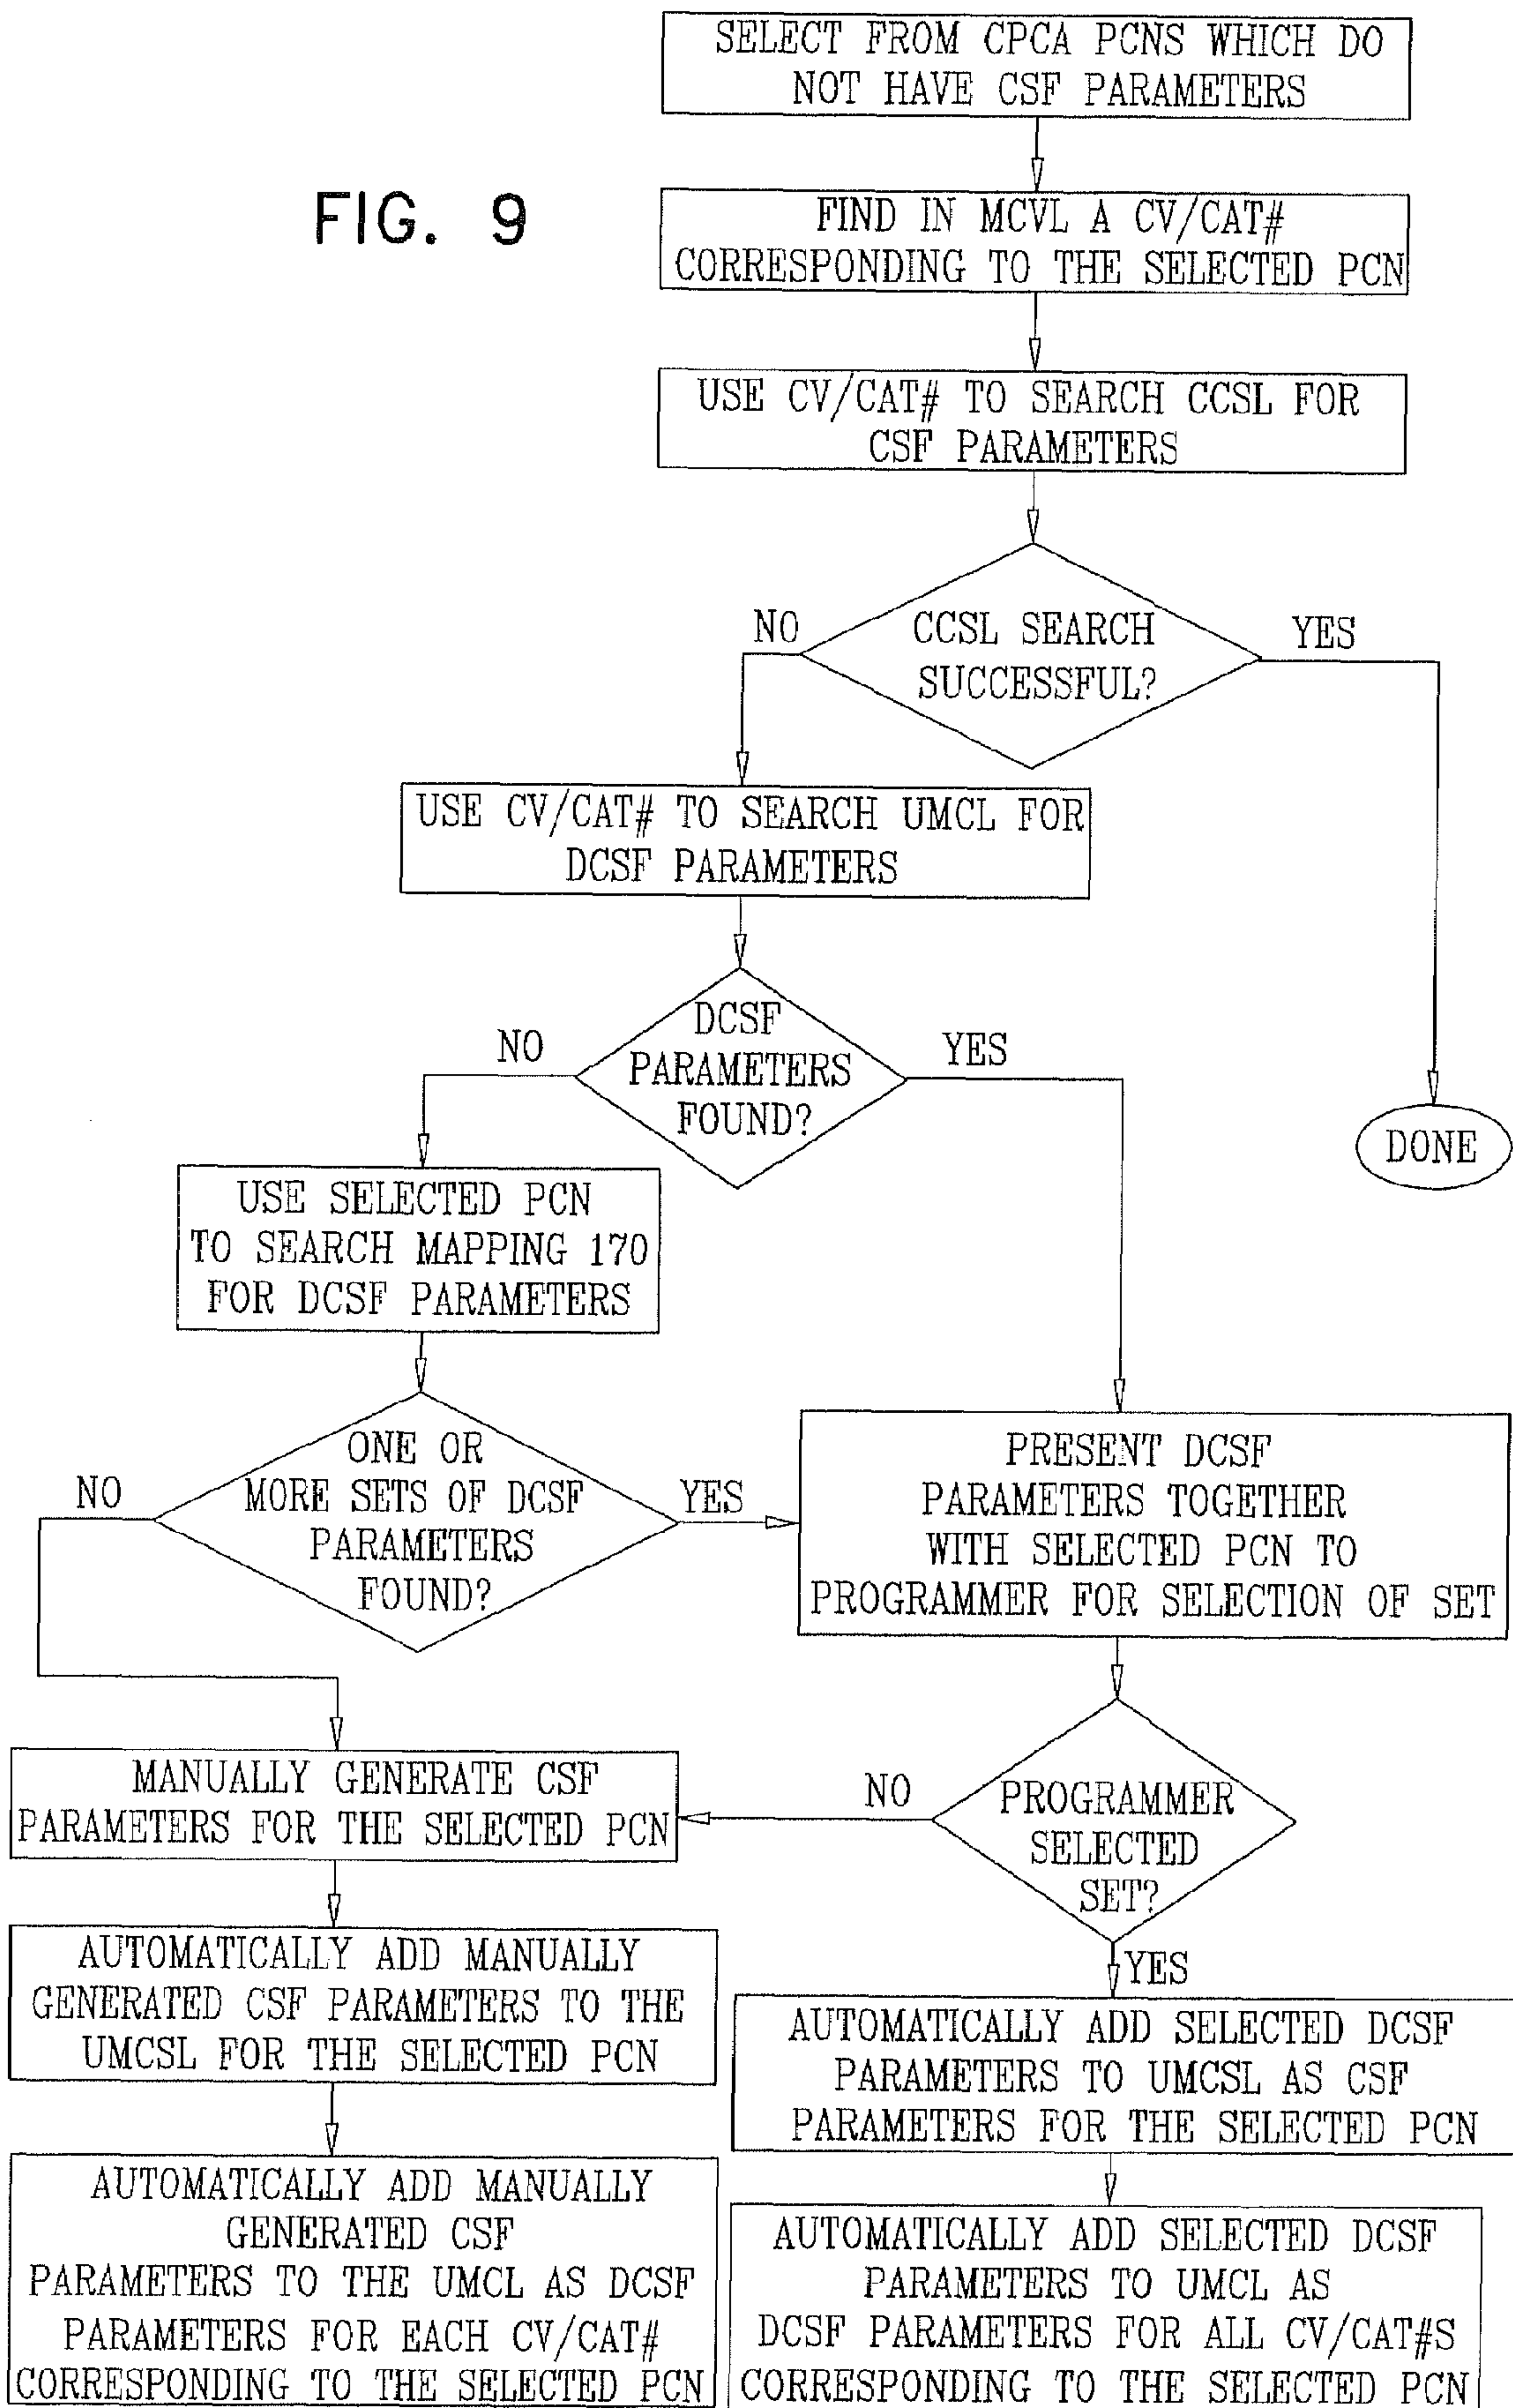 SELECT FROM CPCA PCNS WHICH DO
NOT HAVE CSF PARAMETERS
FIG. 9
FIND IN MCVL A CV/CAT#
CORRESPONDING TO THE SELECTED PCN
USE CV/CAT# TO SEARCH CCSL FOR
CSF PARAMETERS
NO
CCSL SEARCH
SUCCESSFUL?
YES
USE CV/CAT# TO SEARCH UMCL FOR
DCSF PARAMETERS
NO
DCSF
PARAMETERS
FOUND?
YES
DONE
USE SELECTED PCN
TO SEARCH MAPPING 170
FOR DCSF PARAMETERS
NO
ONE OR
MORE SETS OF DCSF
PARAMETERS
FOUND?
YES
PRESENT DCSF
PARAMETERS TOGETHER
WITH SELECTED PCN TO
PROGRAMMER FOR SELECTION OF SET
MANUALLY GENERATE CSF
PARAMETERS FOR THE SELECTED PCN
NO
PROGRAMMER
SELECTED
SET?
YES
AUTOMATICALLY ADD MANUALLY
GENERATED CSF PARAMETERS TO THE
UMCSL FOR THE SELECTED PCN
AUTOMATICALLY ADD SELECTED DCSF
PARAMETERS TO UMCSL AS CSF
PARAMETERS FOR THE SELECTED PCN
AUTOMATICALLY ADD MANUALLY
GENERATED CSF
PARAMETERS TO THE UMCL AS DCSF
PARAMETERS FOR EACH CV/CAT#
CORRESPONDING TO THE SELECTED PCN
AUTOMATICALLY ADD SELECTED DCSF
PARAMETERS TO UMCL AS
DCSF PARAMETERS FOR ALL CV/CAT#S
CORRESPONDING TO THE SELECTED PCN